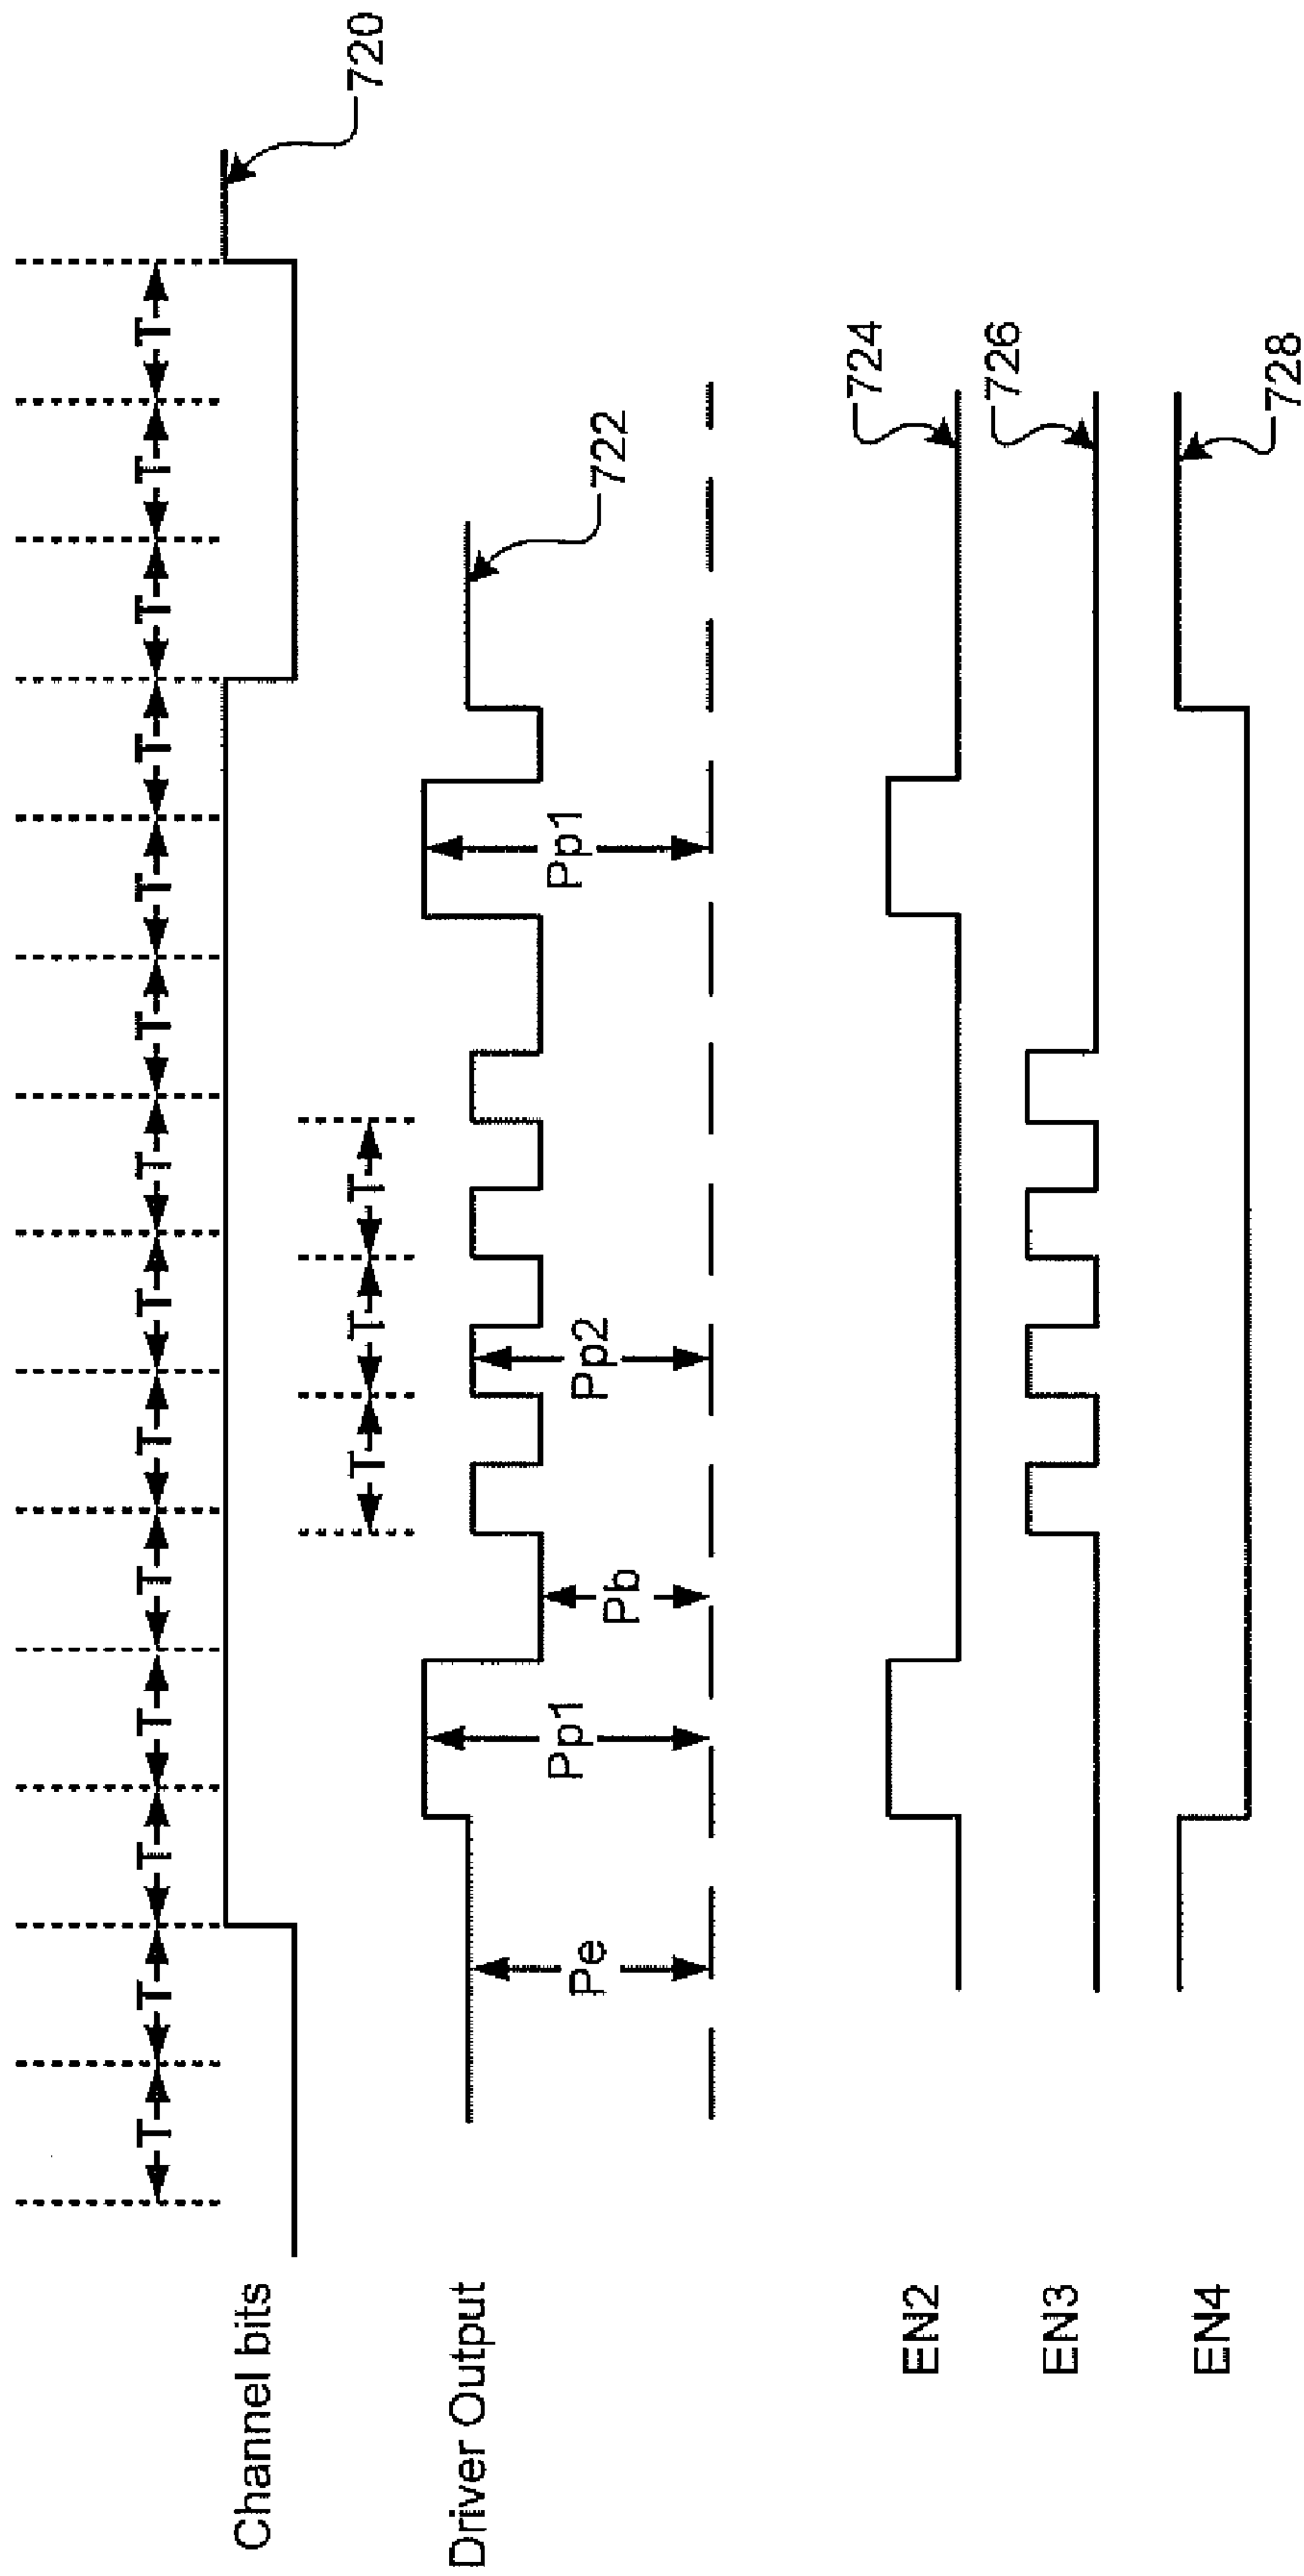 T T T T T T T T T T T T T T
Channel bits
720
T T T
Driver Output
Pe
Pp1
Pb
Pp2
Pp1
722
EN2
724
EN3
726
EN4
728